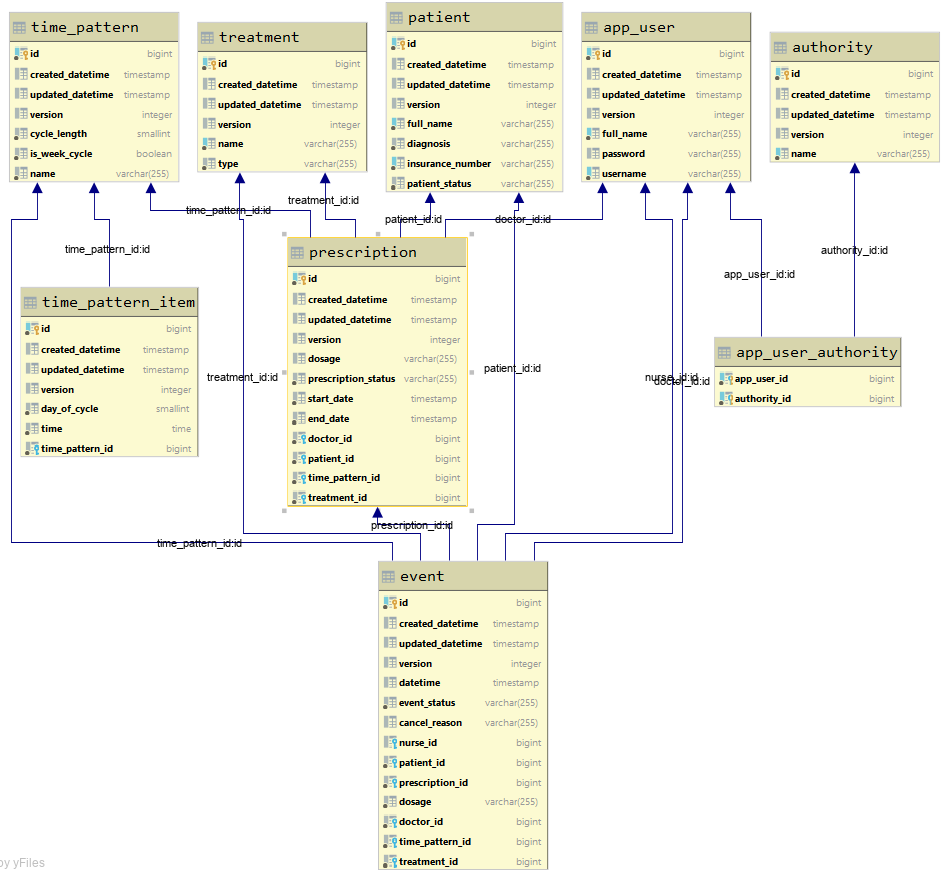 time_pattern
id bigint
created_datetime timestamp
updated_datetime timestamp
version integer
cycle_length smallint
is_week_cycle boolean
name varchar(255)
treatment
id bigint
created_datetime timestamp
updated_datetime timestamp
version integer
name varchar(255)
type varchar(255)
patient
id bigint
created_datetime timestamp
updated_datetime timestamp
version integer
full_name varchar(255)
diagnosis varchar(255)
insurance_number varchar(255)
patient_status varchar(255)
app_user
id bigint
created_datetime timestamp
updated_datetime timestamp
version integer
full_name varchar(255)
password varchar(255)
username varchar(255)
authority
id bigint
created_datetime timestamp
updated_datetime timestamp
version integer
name varchar(255)
time_pattern_id:id
treatment_id:id
patient_id:id
doctor_id:id
time_pattern_id:id
authority_id:id
app_user_id:id
time_pattern_item
id bigint
created_datetime timestamp
updated_datetime timestamp
version integer
day_of_cycle smallint
time time
time_pattern_id bigint
prescription
id bigint
created_datetime timestamp
updated_datetime timestamp
version integer
dosage varchar(255)
prescription_status varchar(255)
start_date timestamp
end_date timestamp
doctor_id bigint
patient_id bigint
time_pattern_id bigint
treatment_id bigint
app_user_authority
app_user_id bigint
authority_id bigint
treatment_id:id
patient_id:id
nurse_id:id
doctor_id:id
prescription_id:id
time_pattern_id:id
event
id bigint
created_datetime timestamp
updated_datetime timestamp
version integer
datetime timestamp
event_status varchar(255)
cancel_reason varchar(255)
nurse_id bigint
patient_id bigint
prescription_id bigint
dosage varchar(255)
doctor_id bigint
time_pattern_id bigint
treatment_id bigint
by yFiles